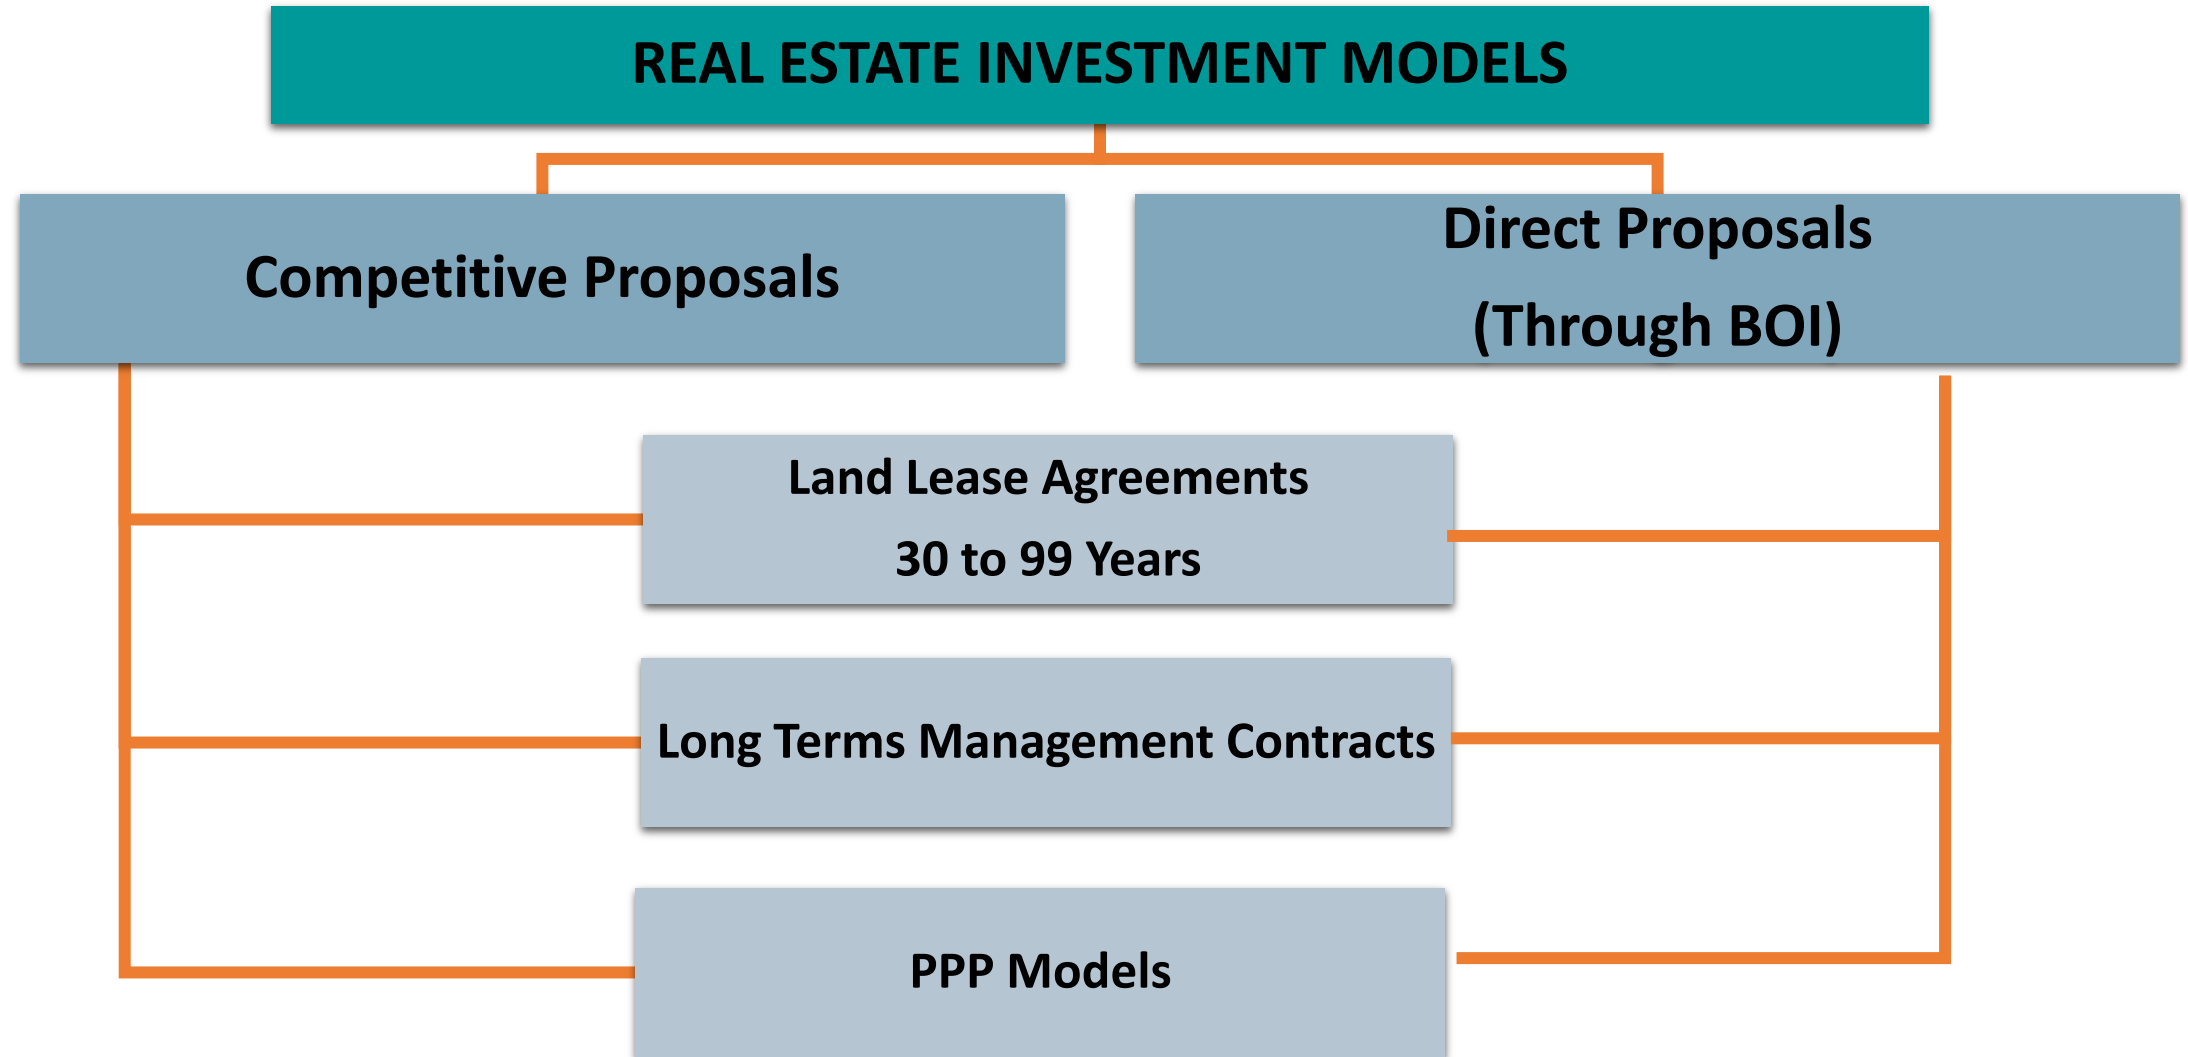 REAL ESTATE INVESTMENT MODELS
Competitive Proposals
Direct Proposals
(Through BOI)
Land Lease Agreements
30 to 99 Years
Long Terms Management Contracts
PPP Models